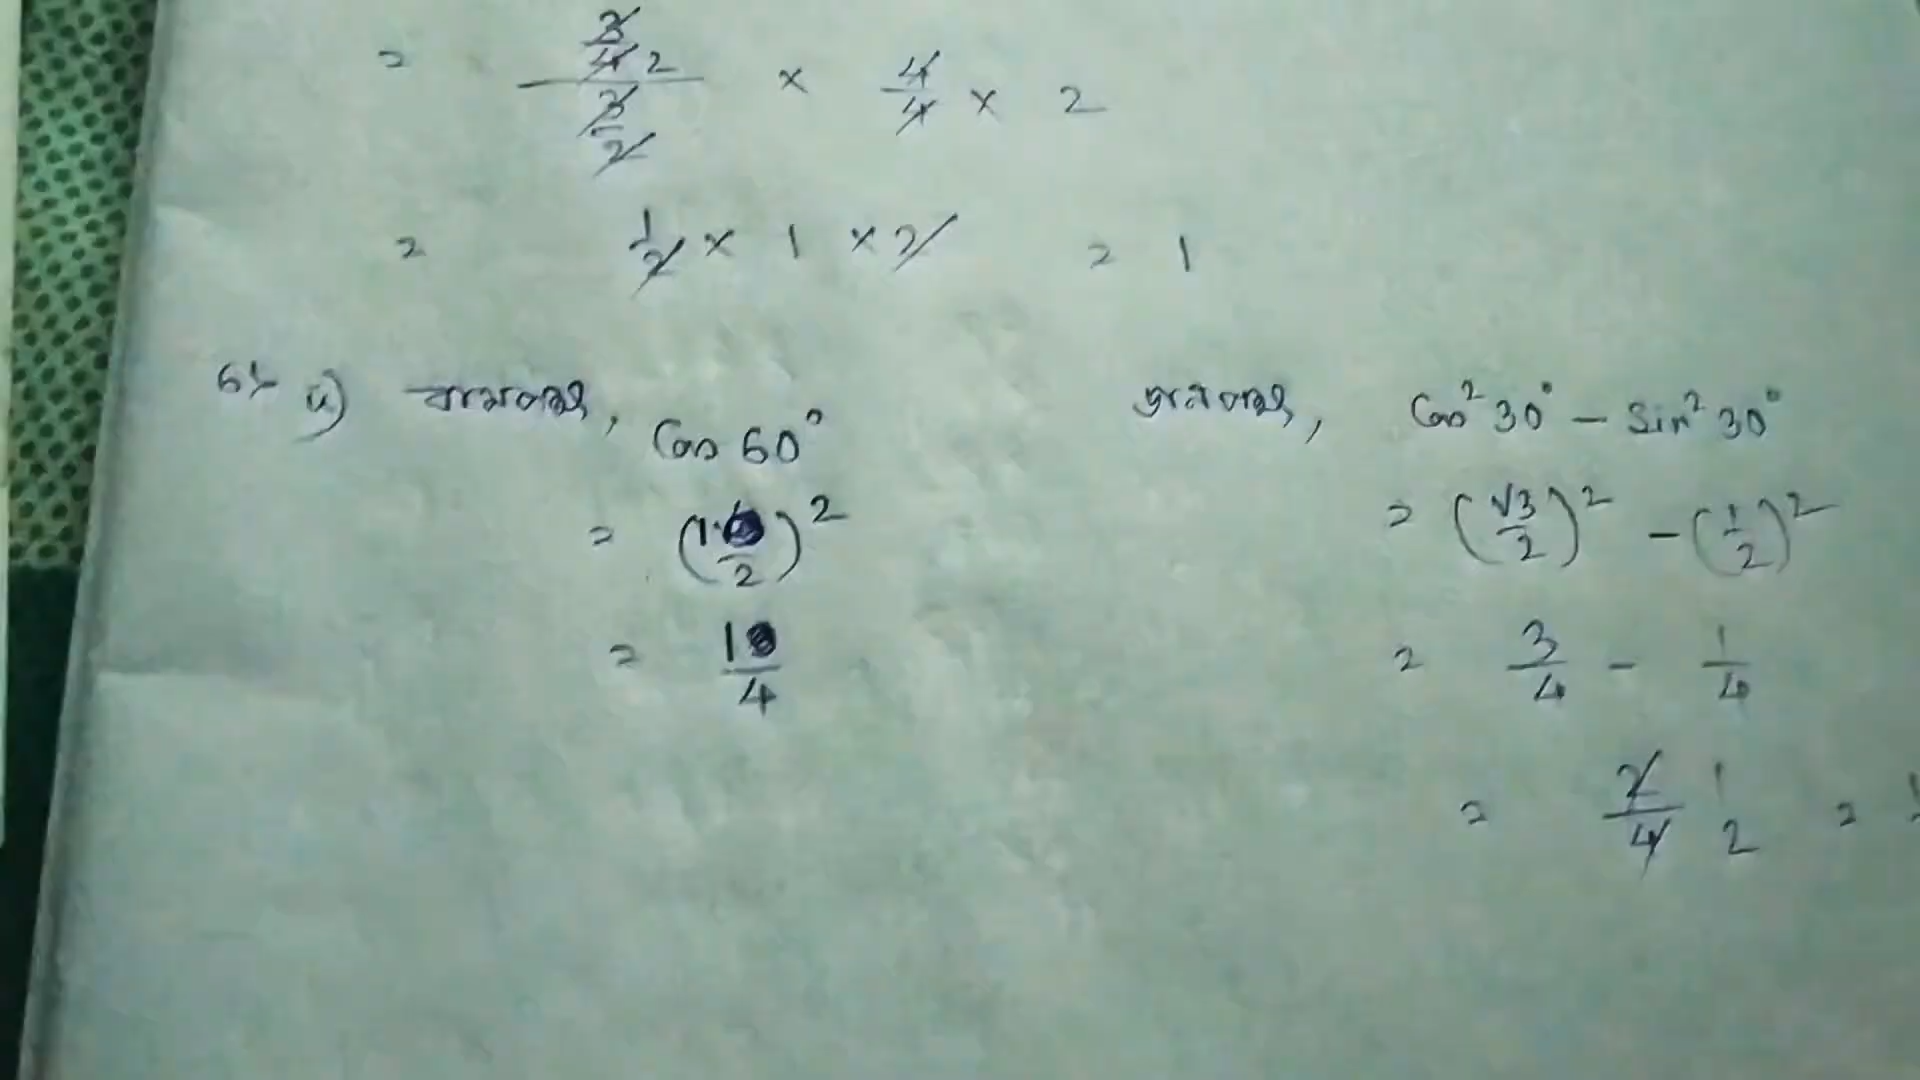 = 3/4 2 / 3/2 × 4/4 × 2
= 1/2 × 1 × 2 = 1
6\. ii) বামপক্ষ, Cos 60° ডানপক্ষ, Cos² 30° − Sin² 30°
= (1/2)² = (√3/2)² − (1/2)²
= 1/4 = 3/4 − 1/4
= 2/4 1/2 =